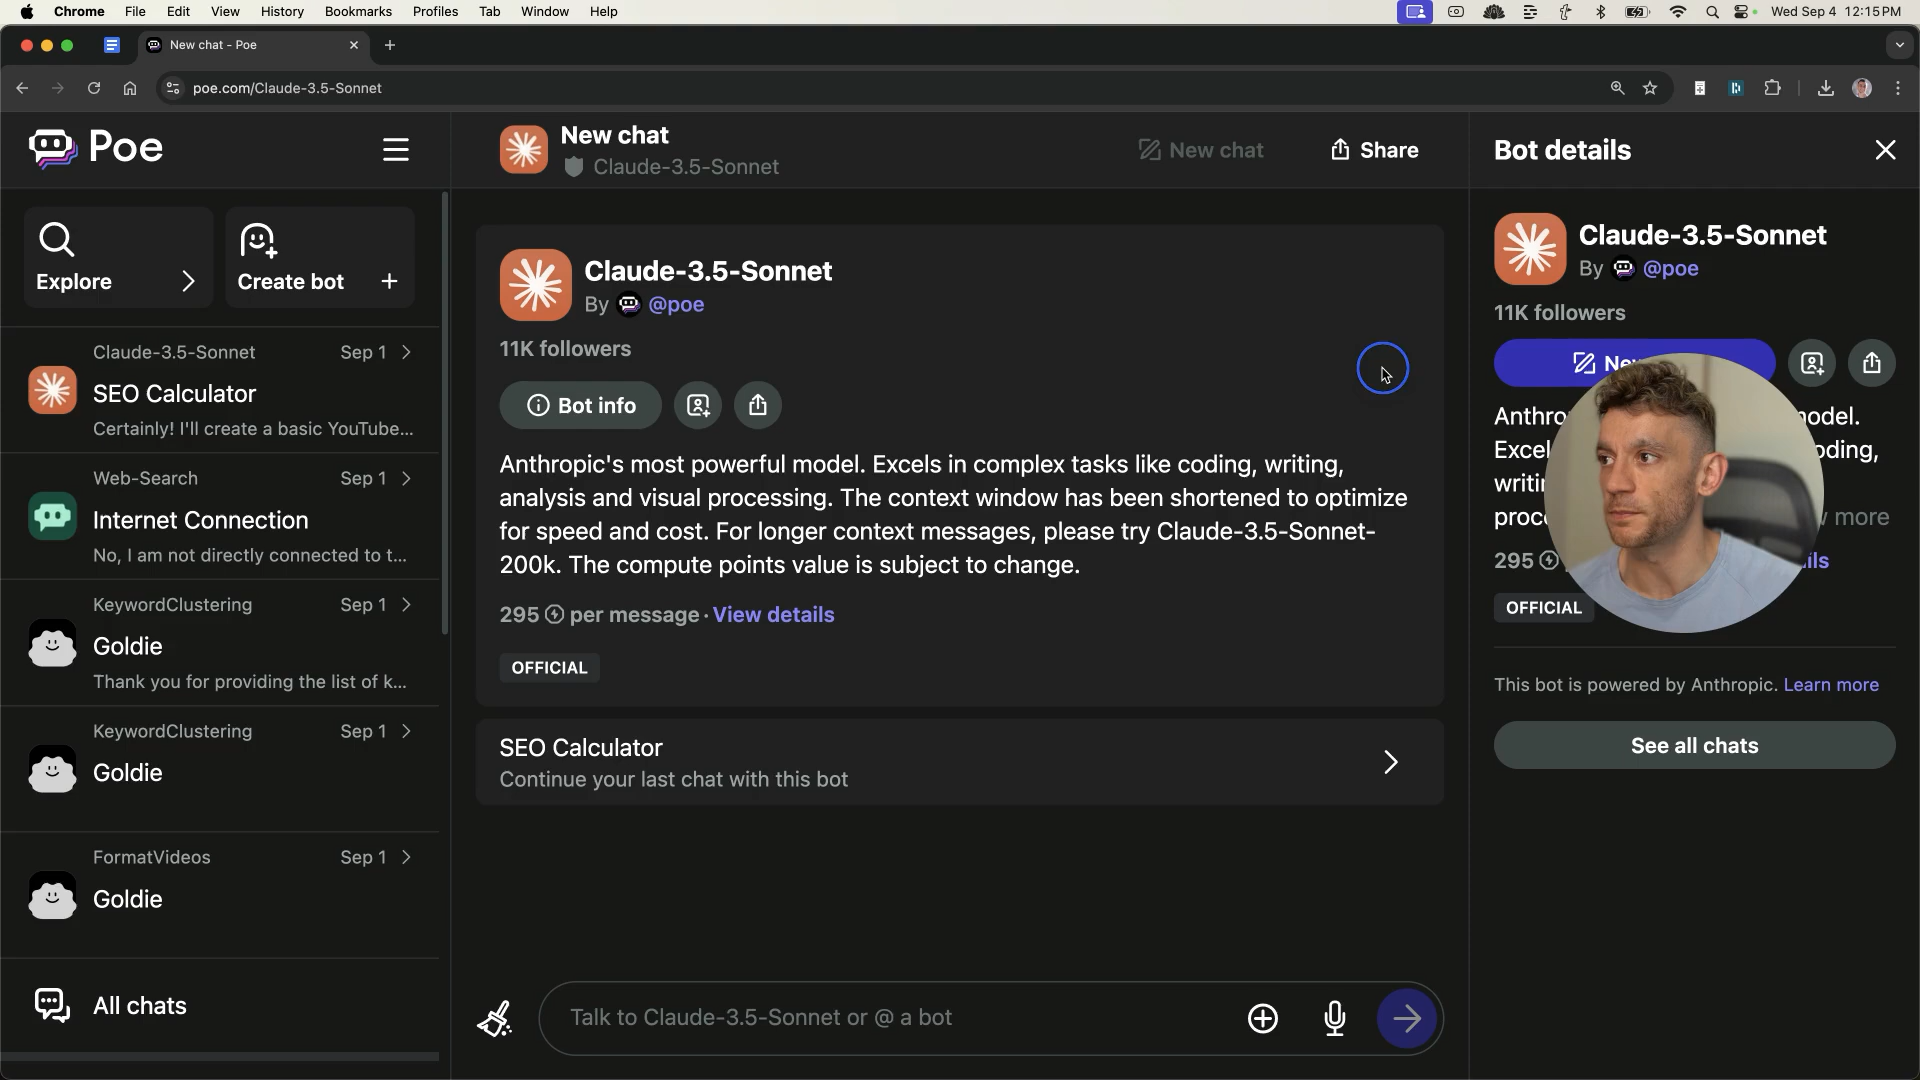 Chrome File Edit View History Bookmarks Profiles Tab Window Help Wed Sep 4 12:15 PM
New chat - Poe
poe.com/Claude-3.5-Sonnet
Poe
Explore
Create bot
Claude-3.5-Sonnet Sep 1
SEO Calculator
Certainly! I'll create a basic YouTube...
Web-Search Sep 1
Internet Connection
No, I am not directly connected to t...
KeywordClustering Sep 1
Goldie
Thank you for providing the list of k...
KeywordClustering Sep 1
Goldie
FormatVideos Sep 1
Goldie
All chats
New chat
Claude-3.5-Sonnet
New chat
Share
Claude-3.5-Sonnet
By @poe
11K followers
Bot info
Anthropic's most powerful model. Excels in complex tasks like coding, writing,
analysis and visual processing. The context window has been shortened to optimize
for speed and cost. For longer context messages, please try Claude-3.5-Sonnet-
200k. The compute points value is subject to change.
295 per message · View details
OFFICIAL
SEO Calculator
Continue your last chat with this bot
Talk to Claude-3.5-Sonnet or @ a bot
Bot details
Claude-3.5-Sonnet
By @poe
11K followers
295
more
OFFICIAL
This bot is powered by Anthropic. Learn more
See all chats